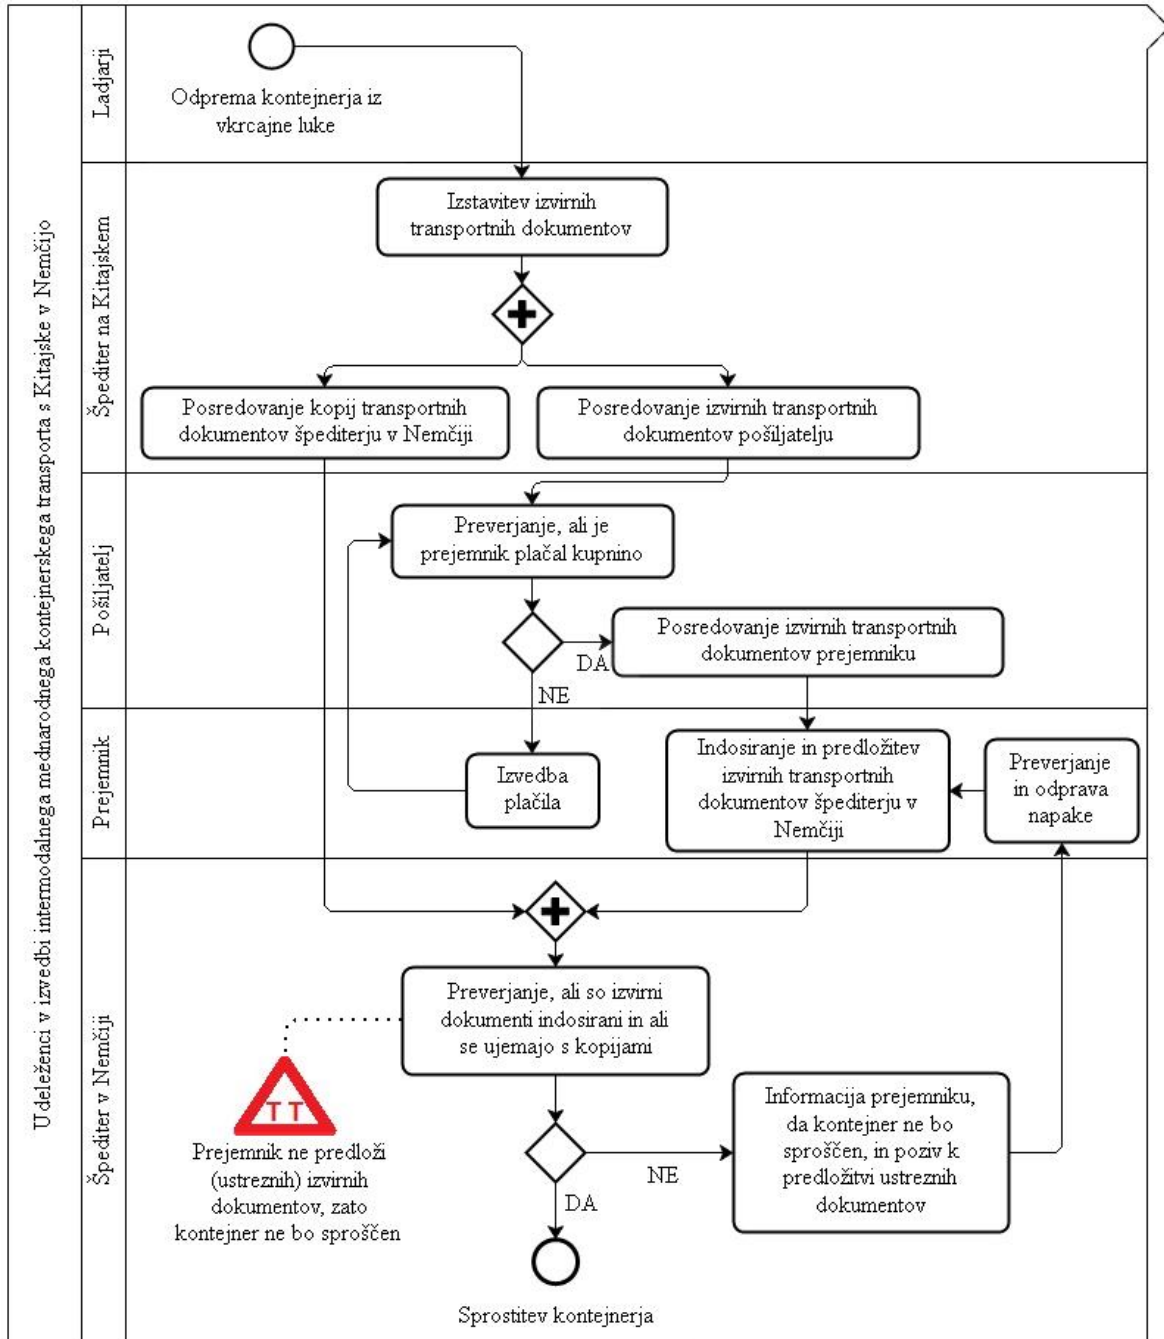 Udeleženci v izvedbi intermodalnega mednarodnega kontejnerskega transporta s Kitajske v Nemčijo
Ladjarji
Odprema kontejnerja iz
vkrcajne luke
Špediter na Kitajskem
Izstavitev izvirnih
transportnih dokumentov
Posredovanje kopij transportnih
dokumentov špediterju v Nemčiji
Posredovanje izvirnih transportnih
dokumentov pošiljatelju
Pošiljatelj
Preverjanje, ali je
prejemnik plačal kupnino
DA
Posredovanje izvirnih transportnih
dokumentov prejemniku
NE
Prejemnik
Izvedba
plačila
Indosiranje in predložitev
izvirnih transportnih
dokumentov špediterju v
Nemčiji
Preverjanje
in odprava
napake
Špediter v Nemčiji
Preverjanje, ali so izvirni
dokumenti indosirani in ali
se ujemajo s kopijami
T T
Prejemnik ne predloži
(ustreznih) izvirnih
dokumentov, zato
kontejner ne bo sproščen
NE
Informacija prejemniku,
da kontejner ne bo
sproščen, in poziv k
predložitvi ustreznih
dokumentov
DA
Sprostitev kontejnerja